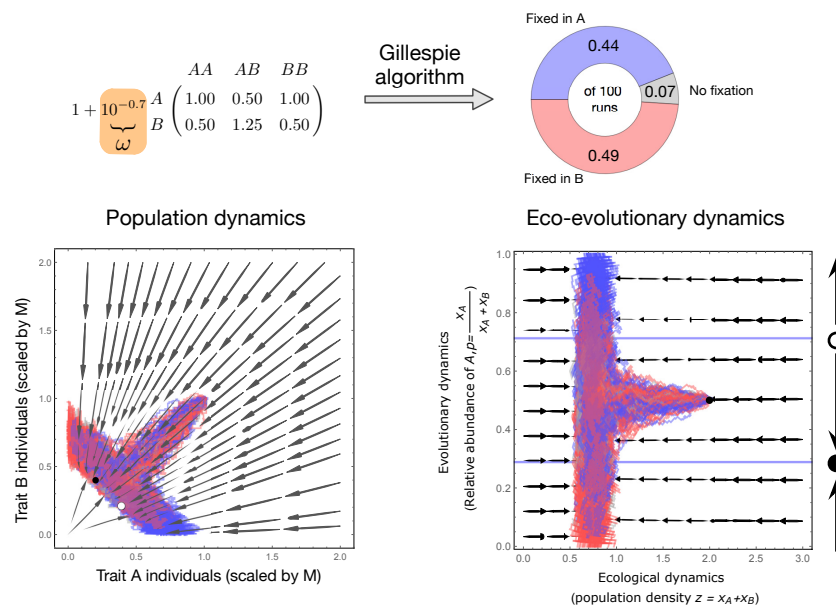 Fixed in A
0.44
0.07
No fixation
of 100
runs
0.49
Fixed in B
Gillespie
algorithm
AA AB BB
1 + 10^{-0.7} A ( 1.00 0.50 1.00 )
ω B ( 0.50 1.25 0.50 )
Population dynamics
Trait B individuals (scaled by M)
2.0
1.5
1.0
0.5
0.0
0.0 0.5 1.0 1.5 2.0
Trait A individuals (scaled by M)
Eco-evolutionary dynamics
Evolutionary dynamics
(Relative abundance of A, p= x_A / x_A + x_B )
1.0
0.8
0.6
0.4
0.2
0.0
0.0 0.5 1.0 1.5 2.0 2.5 3.0
Ecological dynamics
(population density z = x_A+x_B)